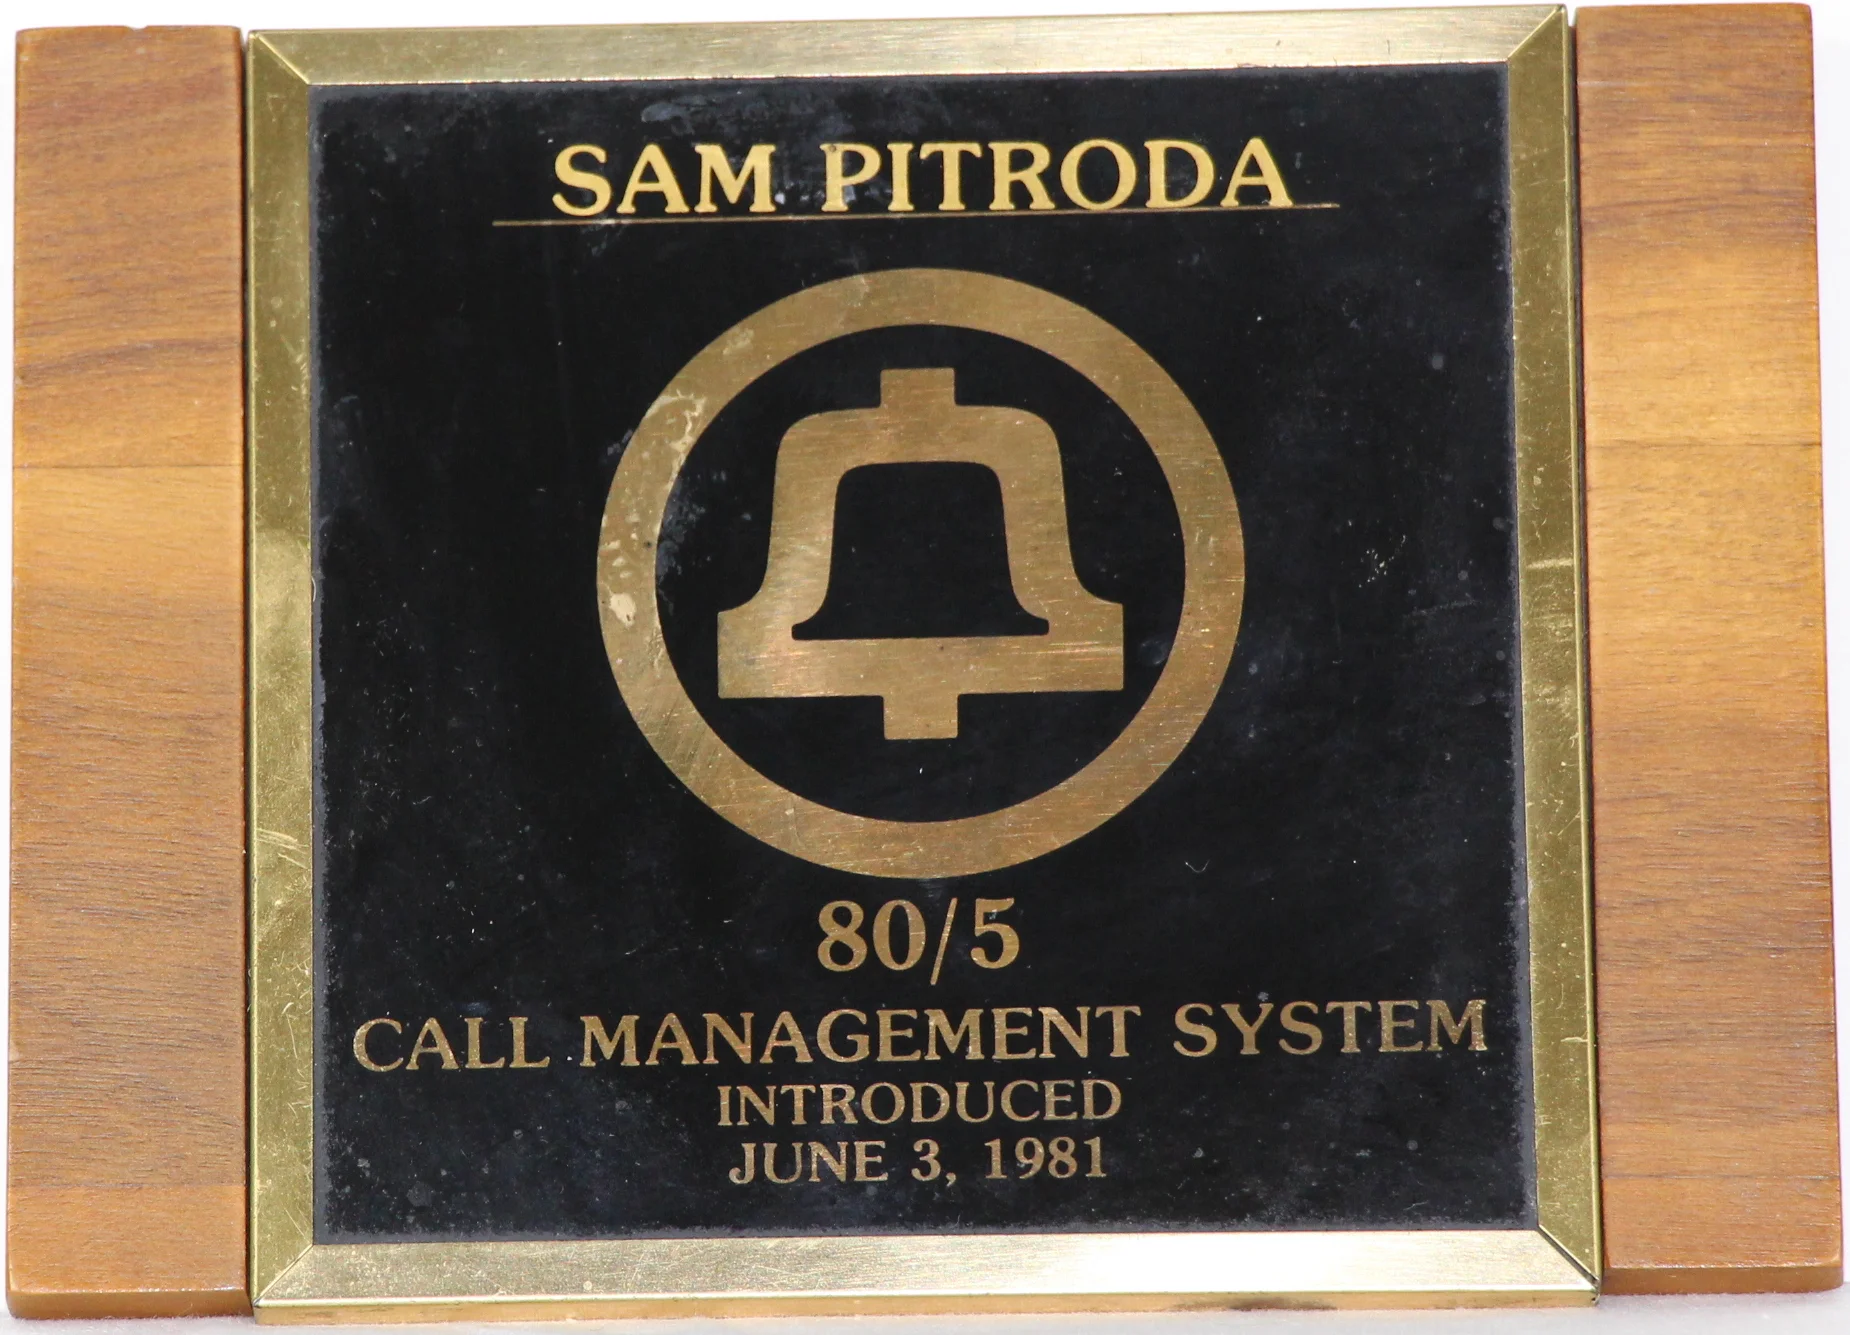 SAM PITRODA
80/5
CALL MANAGEMENT SYSTEM
INTRODUCED
JUNE 3, 1981